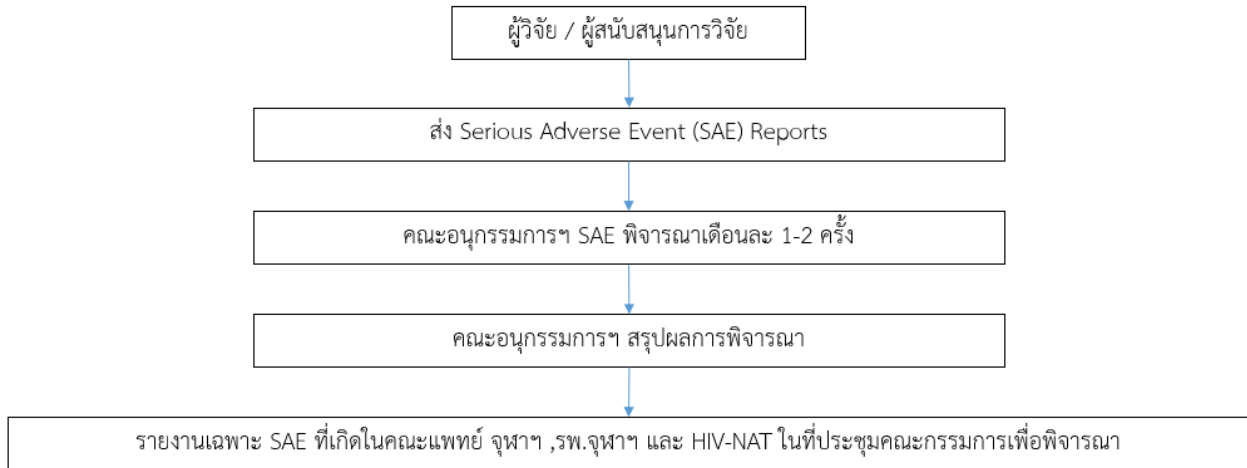 ผู้วิจัย / ผู้สนับสนุนการวิจัย
ส่ง Serious Adverse Event (SAE) Reports
คณะอนุกรรมการฯ SAE พิจารณาเดือนละ 1-2 ครั้ง
คณะอนุกรรมการฯ สรุปผลการพิจารณา
รายงานเฉพาะ SAE ที่เกิดในคณะแพทย์ จุฬาฯ ,รพ.จุฬาฯ และ HIV-NAT ในที่ประชุมคณะกรรมการเพื่อพิจารณา